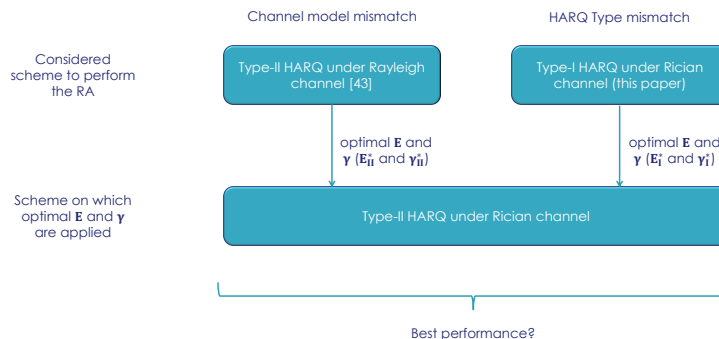 Channel model mismatch
HARQ Type mismatch
Considered
scheme to perform
the RA
Type-II HARQ under Rayleigh
channel [43]
Type-I HARQ under Rician
channel (this paper)
optimal E and
γ (E*II and γ*II)
optimal E and
γ (E*I and γ*I)
Scheme on which
optimal E and γ
are applied
Type-II HARQ under Rician channel
Best performance?